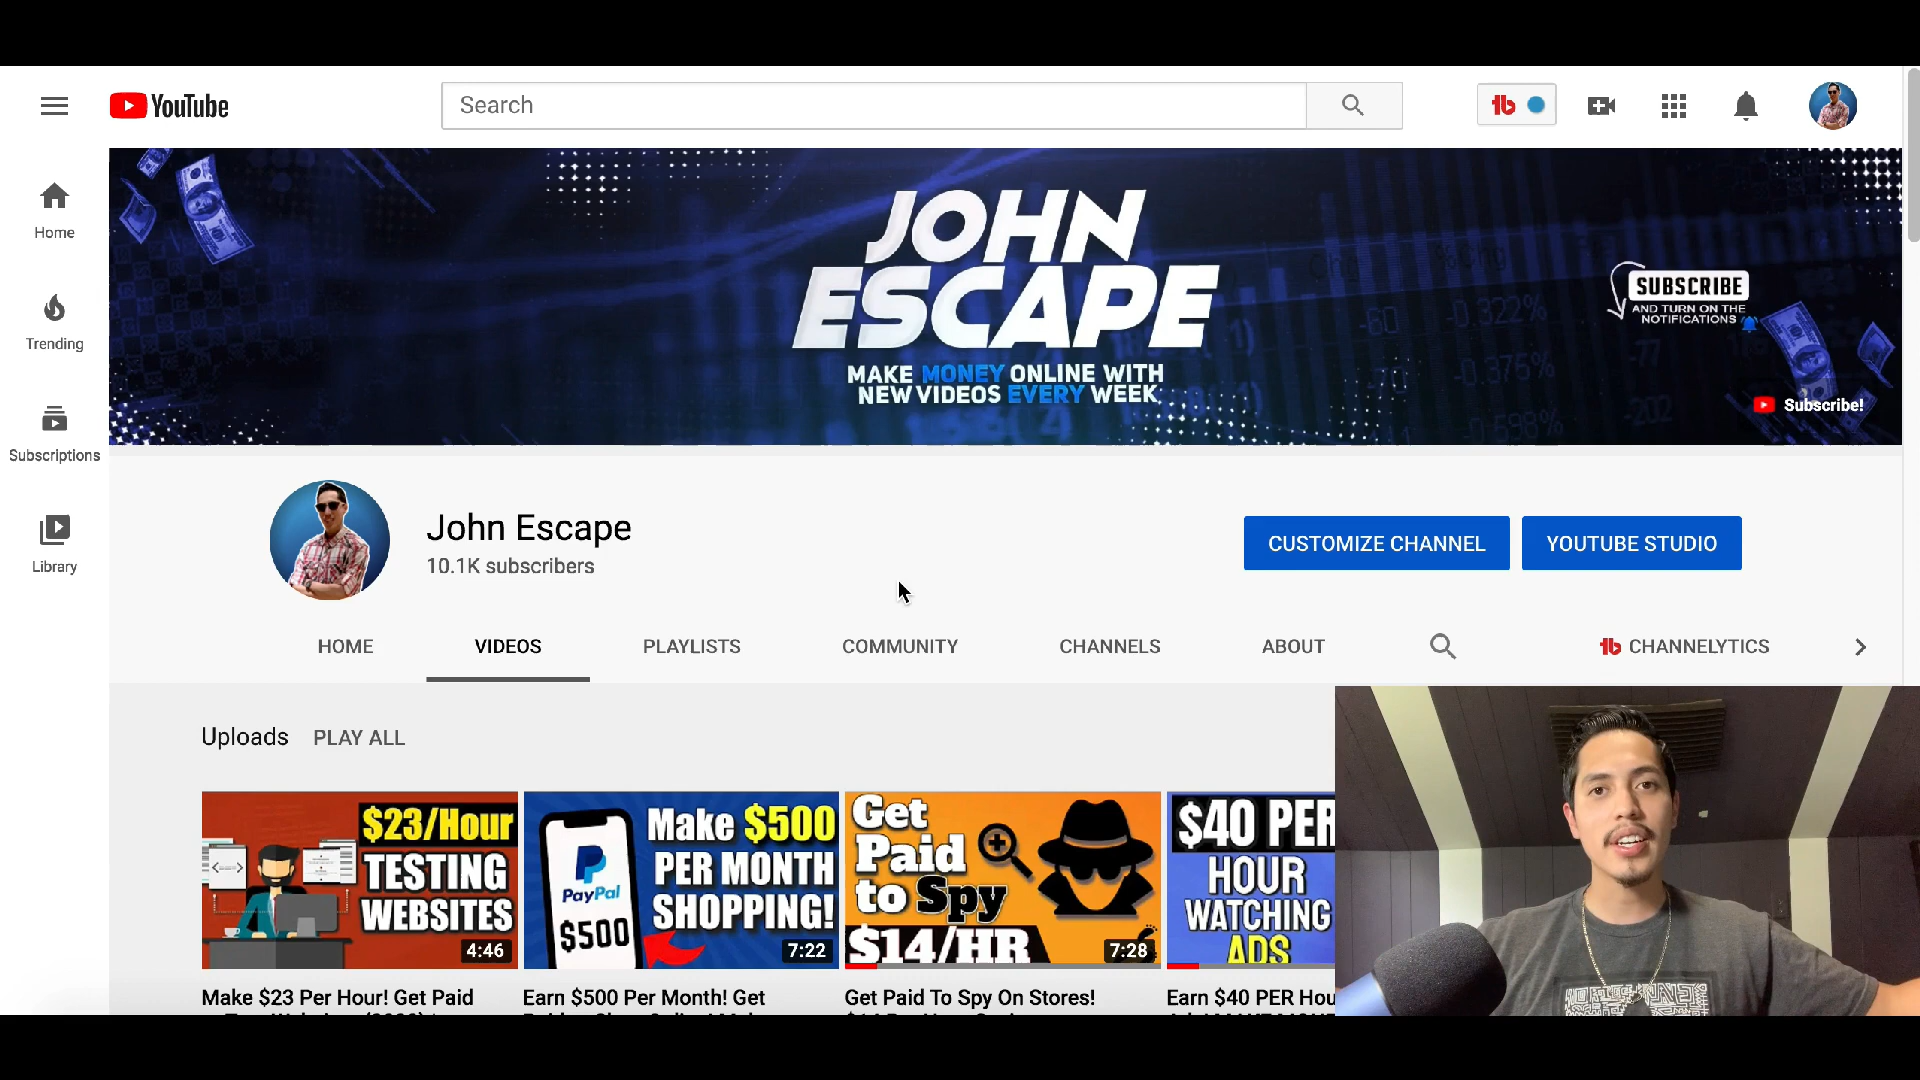 YouTube
Search
tb
Home
Trending
Subscriptions
Library
JOHN
ESCAPE
MAKE MONEY ONLINE WITH
NEW VIDEOS EVERY WEEK
SUBSCRIBE
AND TURN ON THE
NOTIFICATIONS
Subscribe!
John Escape
10.1K subscribers
CUSTOMIZE CHANNEL
YOUTUBE STUDIO
HOME
VIDEOS
PLAYLISTS
COMMUNITY
CHANNELS
ABOUT
tb CHANNELYTICS
Uploads
PLAY ALL
$23/Hour
TESTING
WEBSITES
4:46
Make $23 Per Hour! Get Paid
PayPal
$500
Make $500
PER MONTH
SHOPPING!
7:22
Earn $500 Per Month! Get
Get
Paid
to Spy
$14/HR
7:28
Get Paid To Spy On Stores!
$40 PER
HOUR
WATCHING
ADS
Earn $40 PER Hou